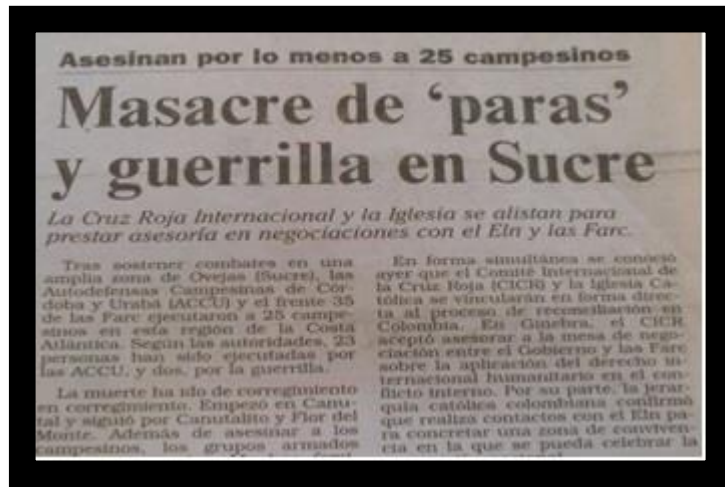 Asesinan por lo menos a 25 campesinos
Masacre de ‘paras’
y guerrilla en Sucre
La Cruz Roja Internacional y la Iglesia se alistan para
prestar asesoría en negociaciones con el Eln y las Farc.
Tras sostener combates en una
amplia zona de Ovejas (Sucre), las
Autodefensas Campesinas de Cór-
doba y Urabá (ACCU) y el frente 35
de las Farc ejecutaron a 25 campe-
sinos en esta región de la Costa
Atlántica. Según las autoridades, 23
personas han sido ejecutadas por
las ACCU, y dos, por la guerrilla.
La muerte ha ido de corregimiento
en corregimiento. Empezó en Canu-
tal y siguió por Canutalito y Flor del
Monte. Además de asesinar a los
campesinos, los grupos armados
En forma simultánea se conoció
ayer que el Comité Internacional de
la Cruz Roja (CICR) y la Iglesia Ca-
tólica se vincularán en forma direc-
ta al proceso de reconciliación en
Colombia. En Ginebra, el CICR
aceptó asesorar a la mesa de nego-
ciación entre el Gobierno y las Farc
sobre la aplicación del derecho in-
ternacional humanitario en el con-
flicto interno. Por su parte, la jerar-
quía católica colombiana confirmó
que realiza contactos con el Eln pa-
ra concretar una zona de conviven-
cia en la que se pueda celebrar la